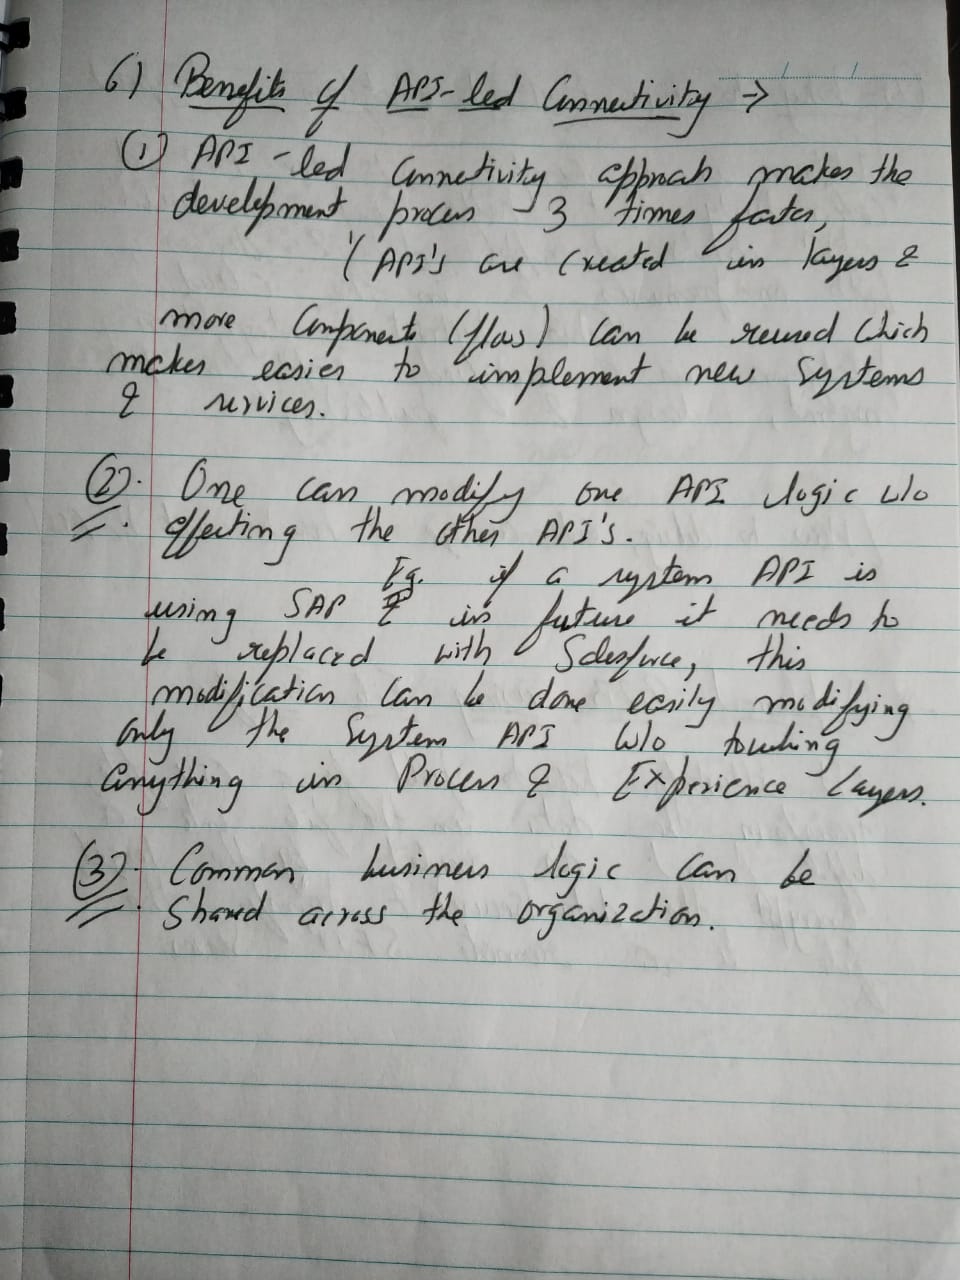 6) Benefits of API-led Connectivity →
① API-led Connectivity approach makes the
development process 3 times faster,
( API's are created in layers &
more Components (flows) can be reused which
makes easier to implement new Systems
& services.
②. One can modify one API logic w/o
effecting the other API's.
Eg. if a system API is
using SAP & in future it needs to
be replaced with Salesforce, this
modification can be done easily modifying
only the System API w/o touching
anything in Process & Experience Layers.
③. Common business logic can be
Shared across the organization.